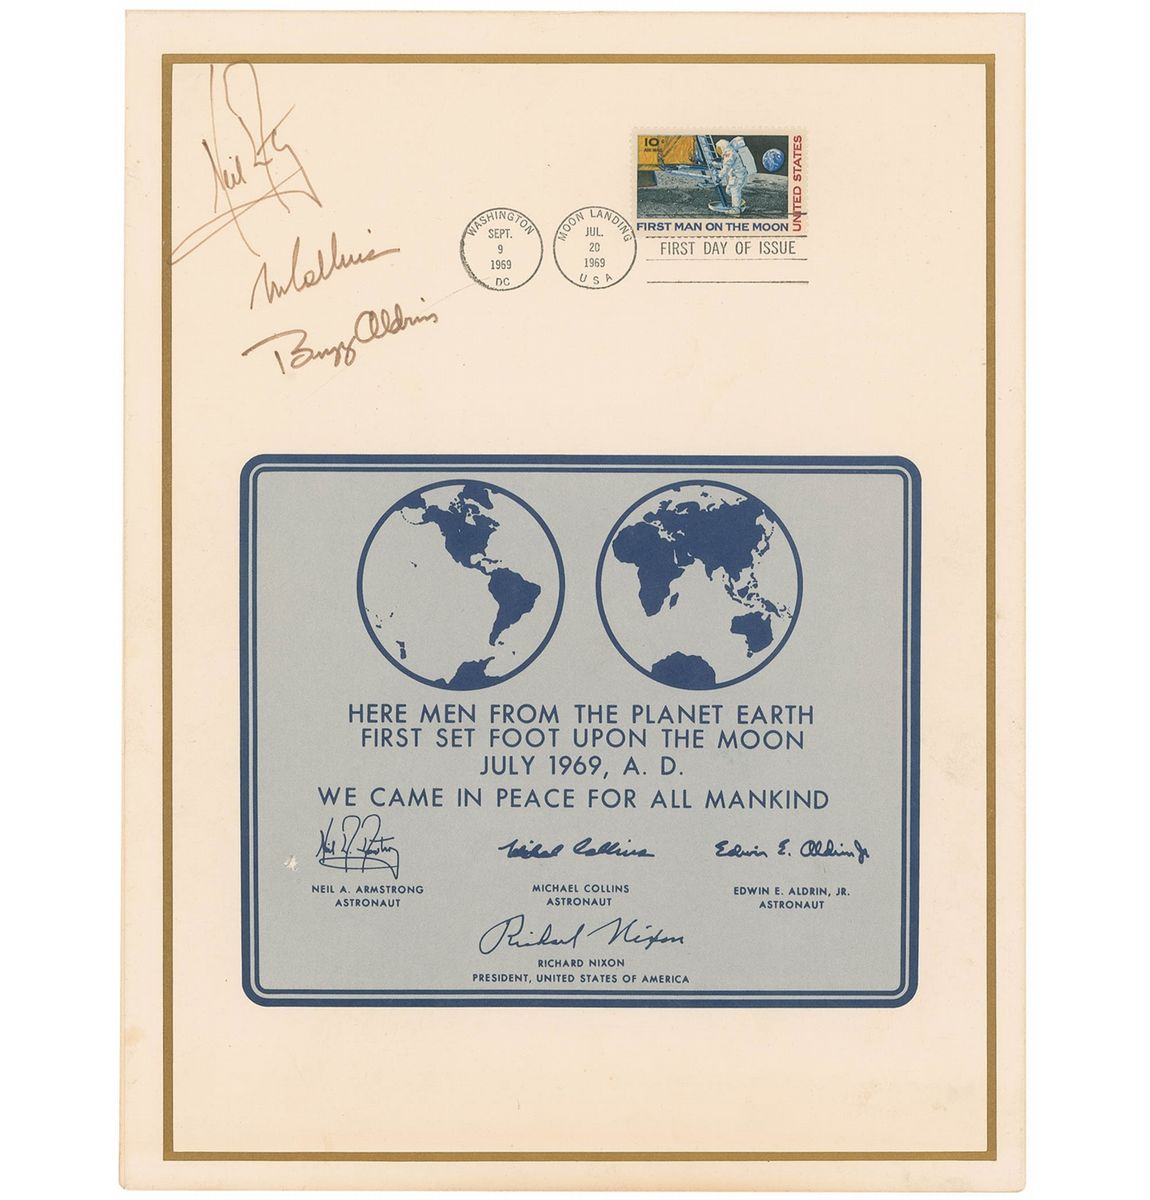 Neil Armstrong
M Collins
Buzz Aldrin
10c
AIR MAIL
UNITED STATES
FIRST MAN ON THE MOON
WASHINGTON
SEPT.
9
1969
DC
MOON LANDING
JUL.
20
1969
USA
FIRST DAY OF ISSUE
HERE MEN FROM THE PLANET EARTH
FIRST SET FOOT UPON THE MOON
JULY 1969, A. D.
WE CAME IN PEACE FOR ALL MANKIND
Neil A. Armstrong
Michael Collins
Edwin E. Aldrin Jr
NEIL A. ARMSTRONG
ASTRONAUT
MICHAEL COLLINS
ASTRONAUT
EDWIN E. ALDRIN, JR.
ASTRONAUT
Richard Nixon
RICHARD NIXON
PRESIDENT, UNITED STATES OF AMERICA